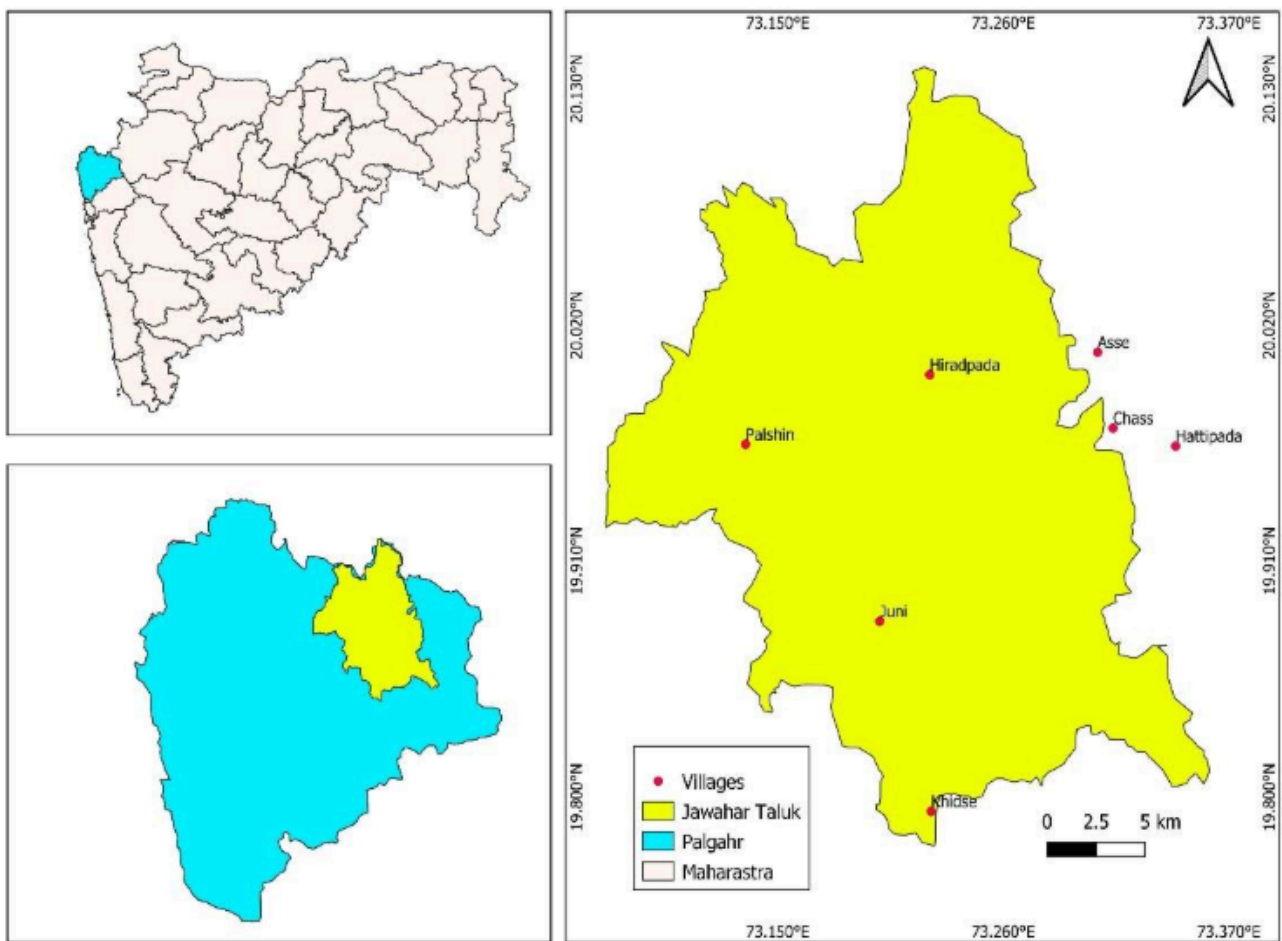 73.150°E 73.260°E 73.370°E
20.130°N 20.130°N
20.020°N 20.020°N
Asse
Hiradpada
Chass
Palshin
Hattipada
19.910°N 19.910°N
Juni
Villages
Jawahar Taluk
Palgahr
Maharastra
19.800°N 19.800°N
Khidse
0 2.5 5 km
73.150°E 73.260°E 73.370°E